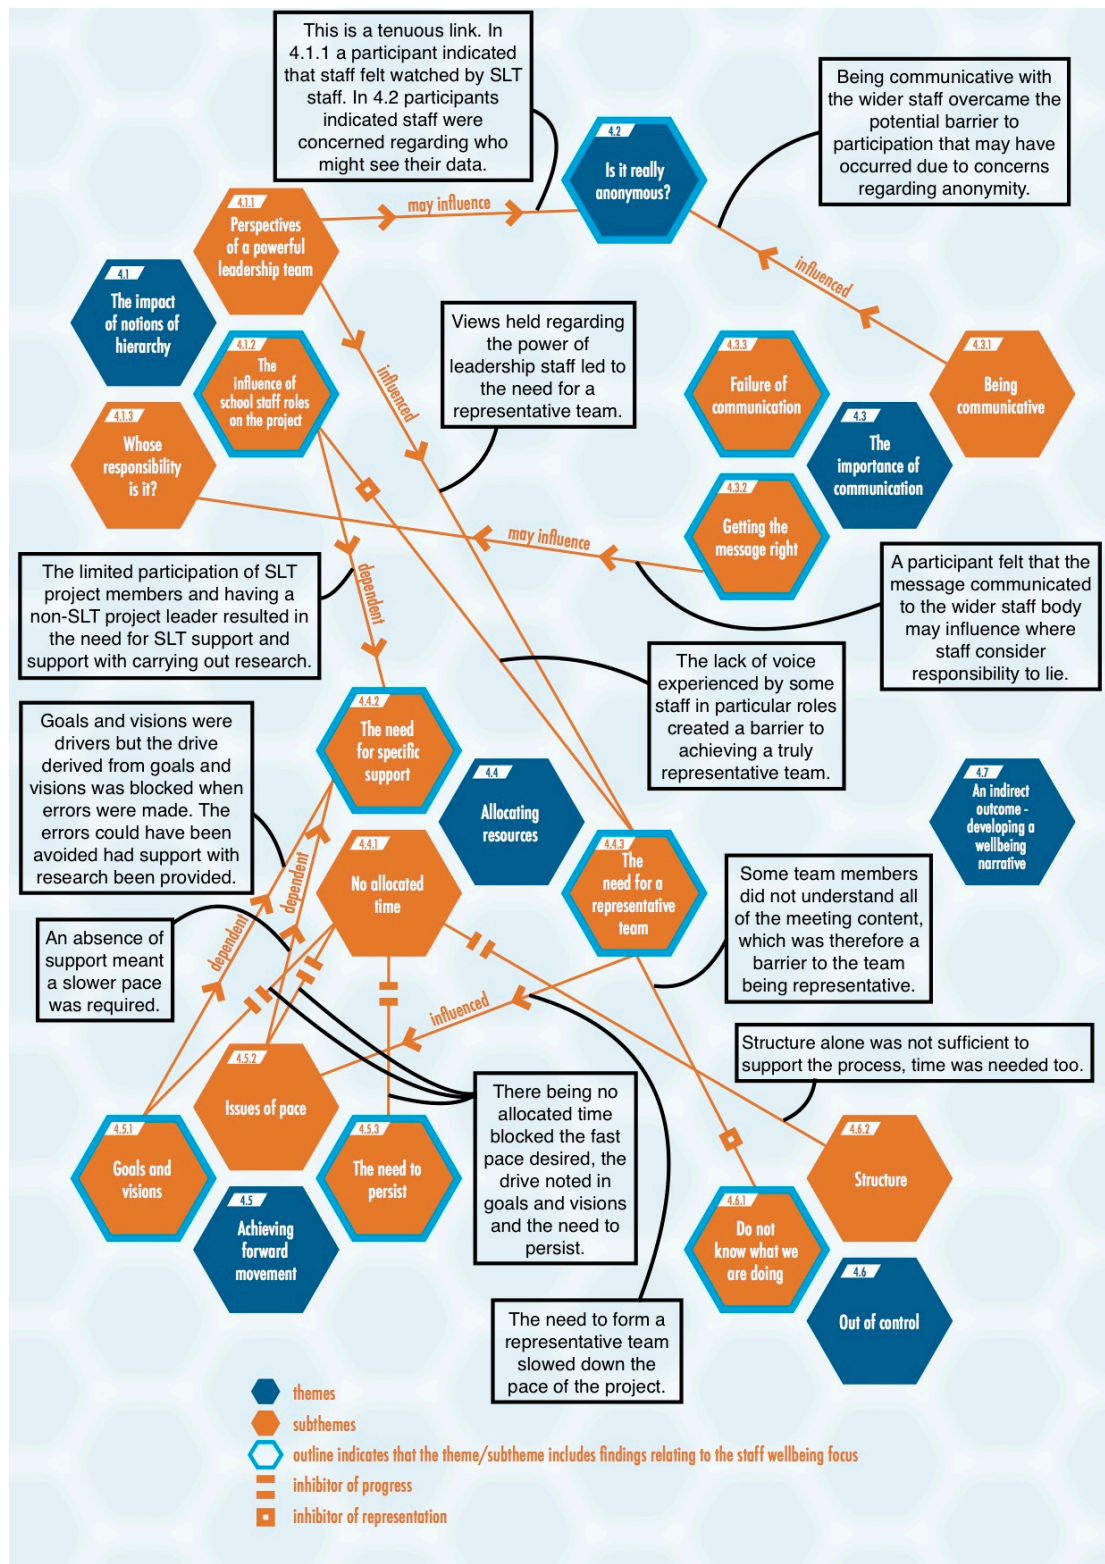 This is a tenuous link. In
4.1.1 a participant indicated
that staff felt watched by SLT
staff. In 4.2 participants
indicated staff were
concerned regarding who
might see their data.
Being communicative with
the wider staff overcame the
potential barrier to
participation that may have
occurred due to concerns
regarding anonymity.
4.2
Is it really
anonymous?
4.1.1
Perspectives
of a powerful
leadership team
may influence
influenced
4.1
The impact
of notions of
hierarchy
Views held regarding
the power of
leadership staff led to
the need for a
representative team.
influenced
4.1.2
The
influence of
school staff roles
on the project
4.1.3
Whose
responsibility
is it?
4.3.3
Failure of
communication
4.3.1
Being
communicative
4.3
The
importance of
communication
4.3.2
Getting the
message right
may influence
The limited participation of SLT
project members and having a
non-SLT project leader resulted in
the need for SLT support and
support with carrying out research.
dependent
A participant felt that the
message communicated
to the wider staff body
may influence where
staff consider
responsibility to lie.
The lack of voice
experienced by some
staff in particular roles
created a barrier to
achieving a truly
representative team.
Goals and visions were
drivers but the drive
derived from goals and
visions was blocked when
errors were made. The
errors could have been
avoided had support with
research been provided.
4.4.2
The need
for specific
support
4.4
Allocating
resources
4.7
An indirect
outcome -
developing a
wellbeing
narrative
4.4.1
No allocated
time
4.4.3
The
need for a
representative
team
dependent
dependent
An absence of
support meant
a slower pace
was required.
Some team members
did not understand all
of the meeting content,
which was therefore a
barrier to the team
being representative.
influenced
Structure alone was not sufficient to
support the process, time was needed too.
4.5.2
Issues of pace
There being no
allocated time
blocked the fast
pace desired, the
drive noted in
goals and visions
and the need to
persist.
4.5.1
Goals and
visions
4.5.3
The need to
persist
4.6.2
Structure
4.5
Achieving
forward
movement
4.6.1
Do not
know what we
are doing
4.6
Out of control
The need to form a
representative team
slowed down the
pace of the project.
themes
subthemes
outline indicates that the theme/subtheme includes findings relating to the staff wellbeing focus
inhibitor of progress
inhibitor of representation